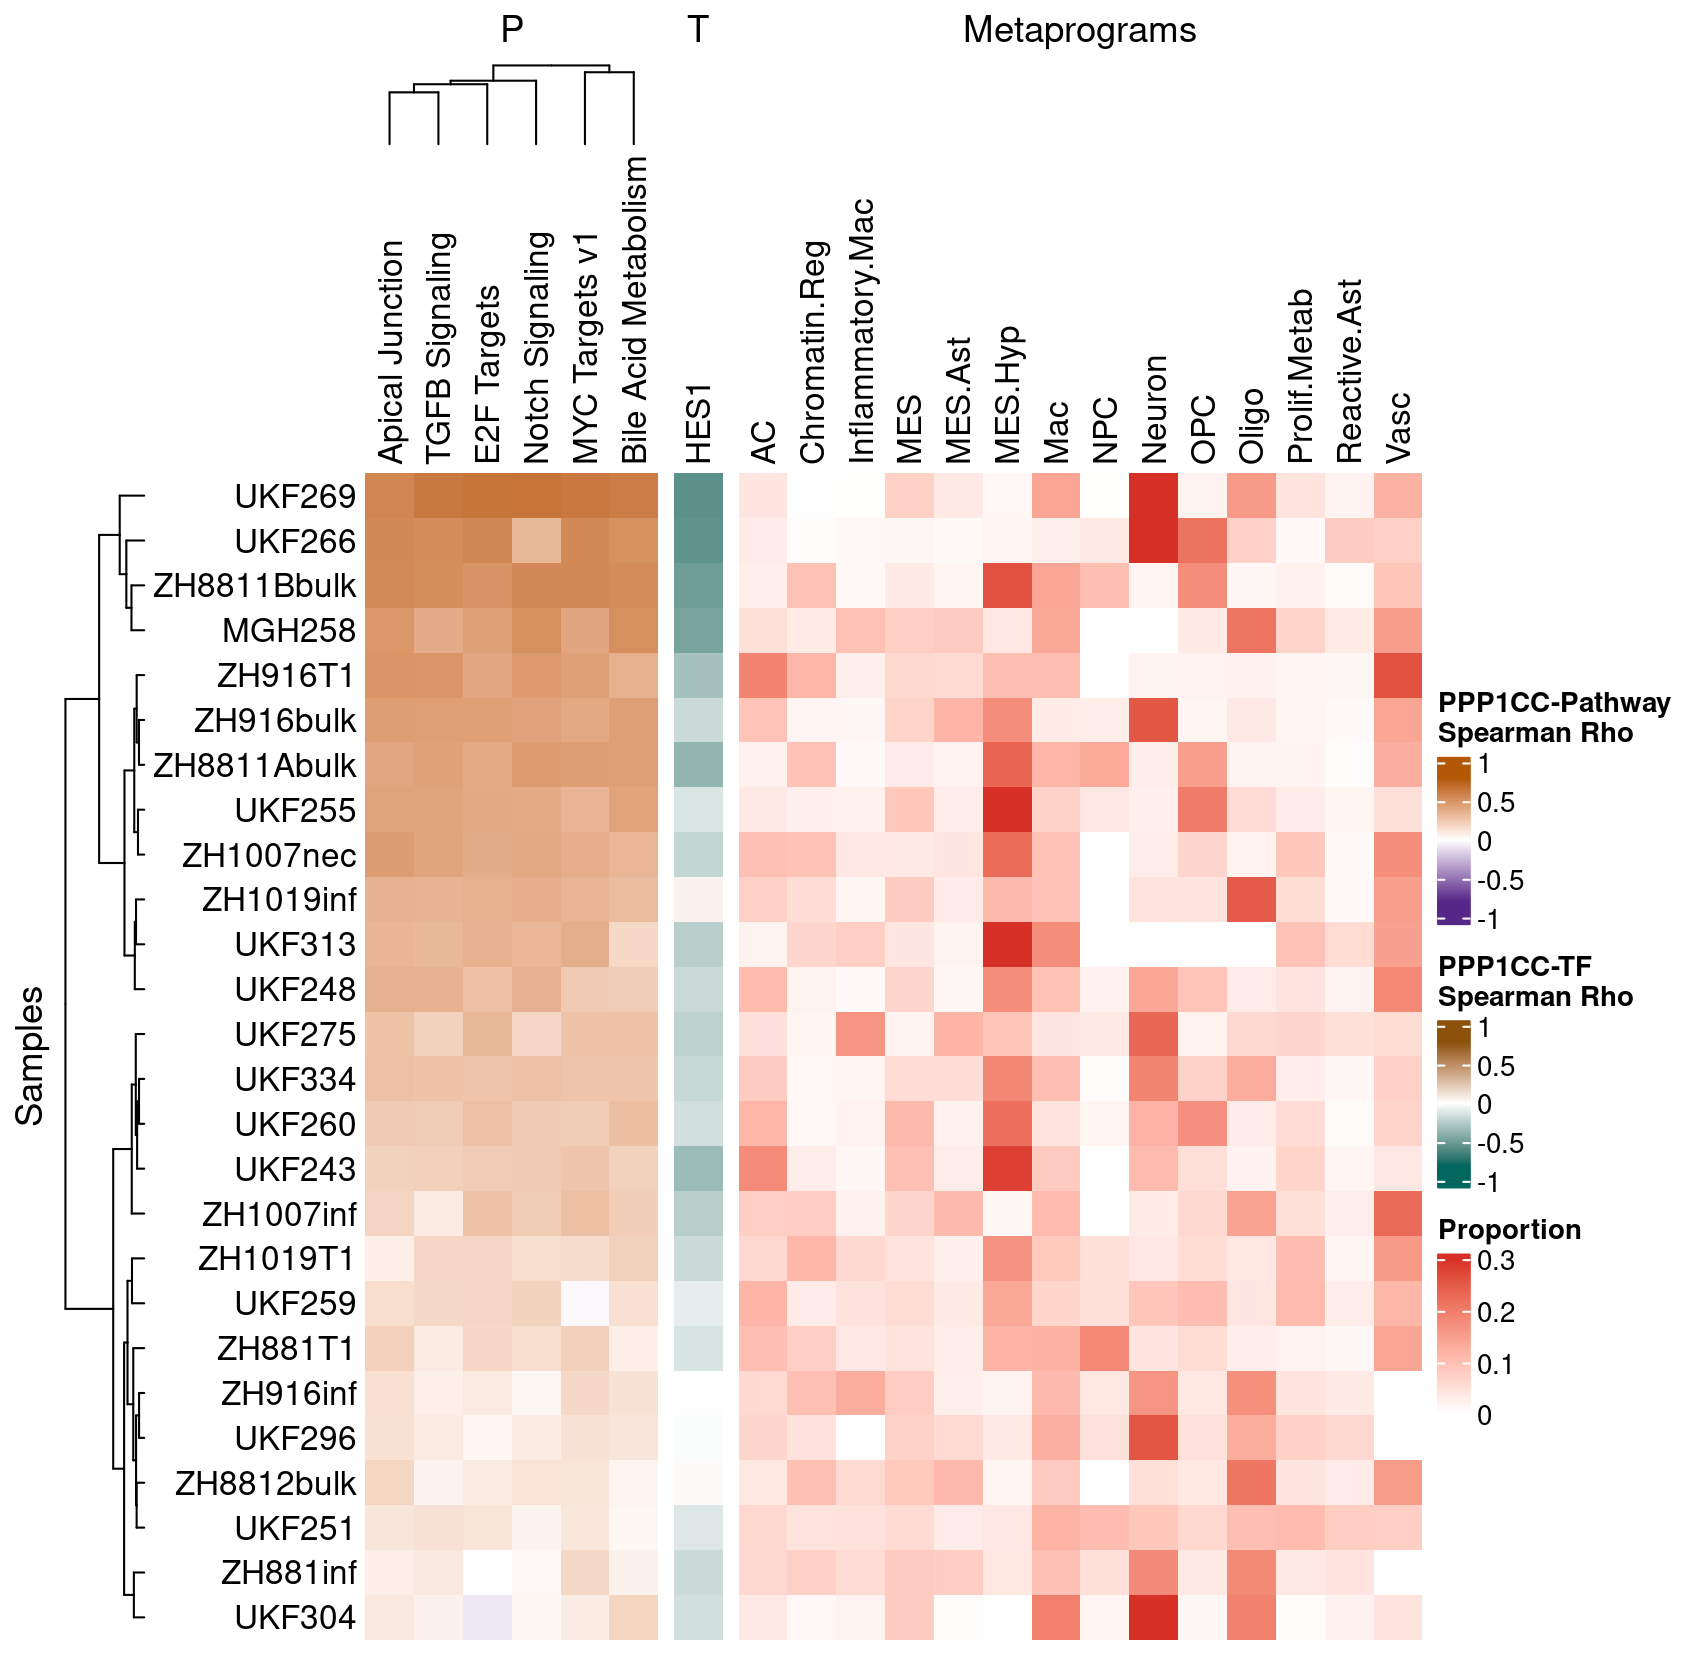 P T Metaprograms
Apical Junction
TGFB Signaling
E2F Targets
Notch Signaling
MYC Targets v1
Bile Acid Metabolism
HES1
AC
Chromatin.Reg
Inflammatory.Mac
MES
MES.Ast
MES.Hyp
Mac
NPC
Neuron
OPC
Oligo
Prolif.Metab
Reactive.Ast
Vasc
Samples
UKF269
UKF266
ZH8811Bbulk
MGH258
ZH916T1
ZH916bulk
ZH8811Abulk
UKF255
ZH1007nec
ZH1019inf
UKF313
UKF248
UKF275
UKF334
UKF260
UKF243
ZH1007inf
ZH1019T1
UKF259
ZH881T1
ZH916inf
UKF296
ZH8812bulk
UKF251
ZH881inf
UKF304
PPP1CC-Pathway
Spearman Rho
1
0.5
0
-0.5
-1
PPP1CC-TF
Spearman Rho
1
0.5
0
-0.5
-1
Proportion
0.3
0.2
0.1
0